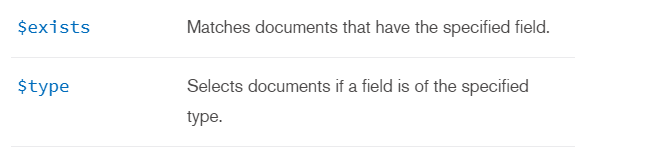 $exists Matches documents that have the specified field.
$type Selects documents if a field is of the specified
type.